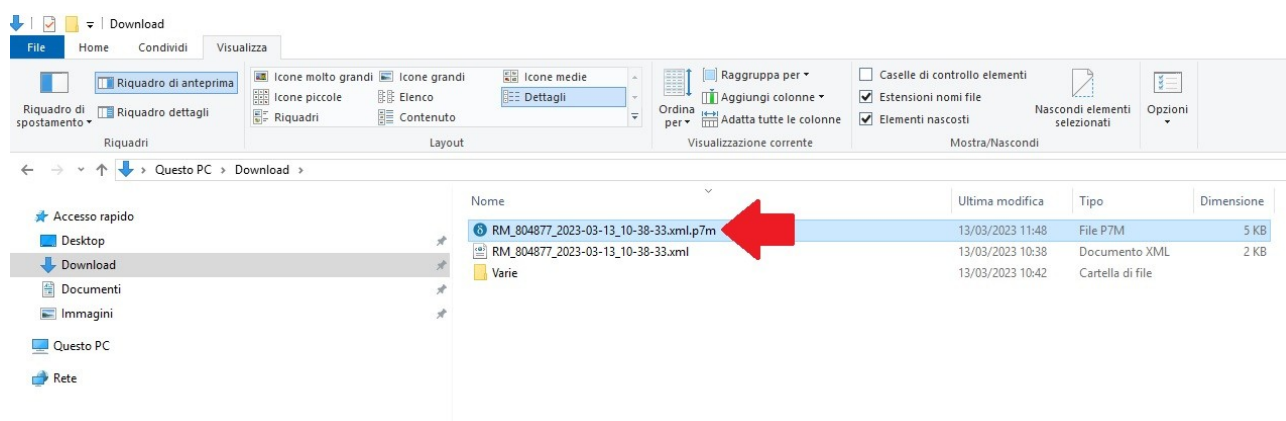 Download
File Home Condividi Visualizza
Riquadro di spostamento
Riquadro di anteprima
Riquadro dettagli
Riquadri
Icone molto grandi Icone grandi Icone medie
Icone piccole Elenco Dettagli
Riquadri Contenuto
Layout
Ordina per
Raggruppa per
Aggiungi colonne
Adatta tutte le colonne
Visualizzazione corrente
Caselle di controllo elementi
Estensioni nomi file
Elementi nascosti
Nascondi elementi selezionati
Mostra/Nascondi
Opzioni
Questo PC > Download >
Accesso rapido
Desktop
Download
Documenti
Immagini
Questo PC
Rete
Nome Ultima modifica Tipo Dimensione
RM_804877_2023-03-13_10-38-33.xml.p7m 13/03/2023 11:48 File P7M 5 KB
RM_804877_2023-03-13_10-38-33.xml 13/03/2023 10:38 Documento XML 2 KB
Varie 13/03/2023 10:42 Cartella di file